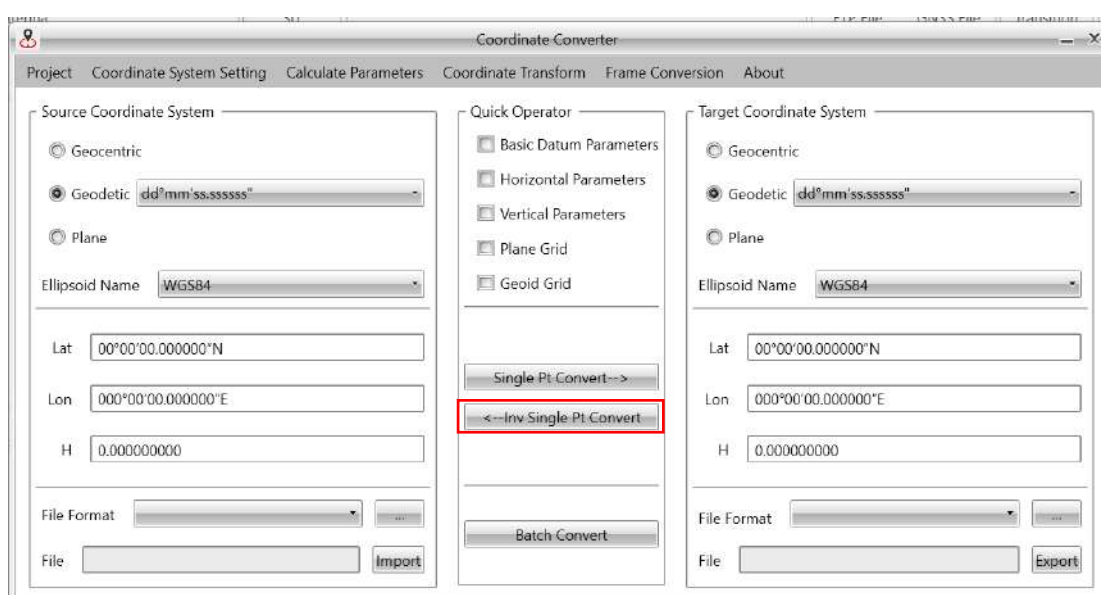 Coordinate Converter
Project Coordinate System Setting Calculate Parameters Coordinate Transform Frame Conversion About
Source Coordinate System
Geocentric
Geodetic dd°mm'ss.ssssss"
Plane
Ellipsoid Name WGS84
Lat 00°00'00.000000"N
Lon 000°00'00.000000"E
H 0.000000000
File Format ...
File Import
Quick Operator
Basic Datum Parameters
Horizontal Parameters
Vertical Parameters
Plane Grid
Geoid Grid
Single Pt Convert-->
<--Inv Single Pt Convert
Batch Convert
Target Coordinate System
Geocentric
Geodetic dd°mm'ss.ssssss"
Plane
Ellipsoid Name WGS84
Lat 00°00'00.000000"N
Lon 000°00'00.000000"E
H 0.000000000
File Format ...
File Export